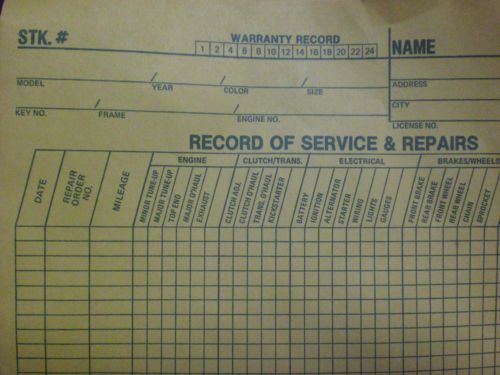 STK. #
WARRANTY RECORD
1 2 4 6 8 10 12 14 16 18 20 22 24
NAME
MODEL / YEAR / COLOR / SIZE
ADDRESS
CITY
KEY NO. / FRAME ENGINE NO.
LICENSE NO.
RECORD OF SERVICE & REPAIRS
ENGINE CLUTCH/TRANS. ELECTRICAL BRAKES/WHEELS
DATE
REPAIR ORDER NO.
MILEAGE
MINOR TUNE-UP
MAJOR TUNE-UP
TOP END
MAJOR O'HAUL
EXHAUST
CLUTCH ADJ.
CLUTCH O'HAUL
TRANS. O'HAUL
KICKSTARTER
BATTERY
IGNITION
ALTERNATOR
STARTER
WIRING
LIGHTS
GAUGES
FRONT BRAKE
REAR BRAKE
FRONT WHEEL
REAR WHEEL
CHAIN
SPROCKET